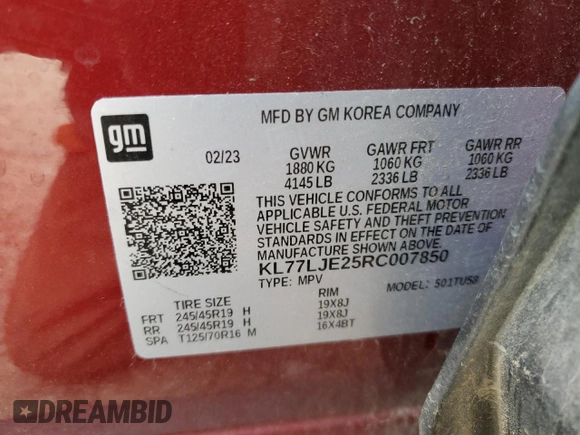 gm
MFD BY GM KOREA COMPANY
02/23 GVWR GAWR FRT GAWR RR
1880 KG 1060 KG 1060 KG
4145 LB 2336 LB 2336 LB
THIS VEHICLE CONFORMS TO ALL
APPLICABLE U.S. FEDERAL MOTOR
VEHICLE SAFETY AND THEFT PREVENTION
STANDARDS IN EFFECT ON THE DATE OF
MANUFACTURE SHOWN ABOVE.
KL77LJE25RC007850
TYPE: MPV MODEL: 501TU58
TIRE SIZE RIM
FRT 245/45R19 H 19X8J
RR 245/45R19 H 19X8J
SPA T125/70R16 M 16X4BT
DREAMBID